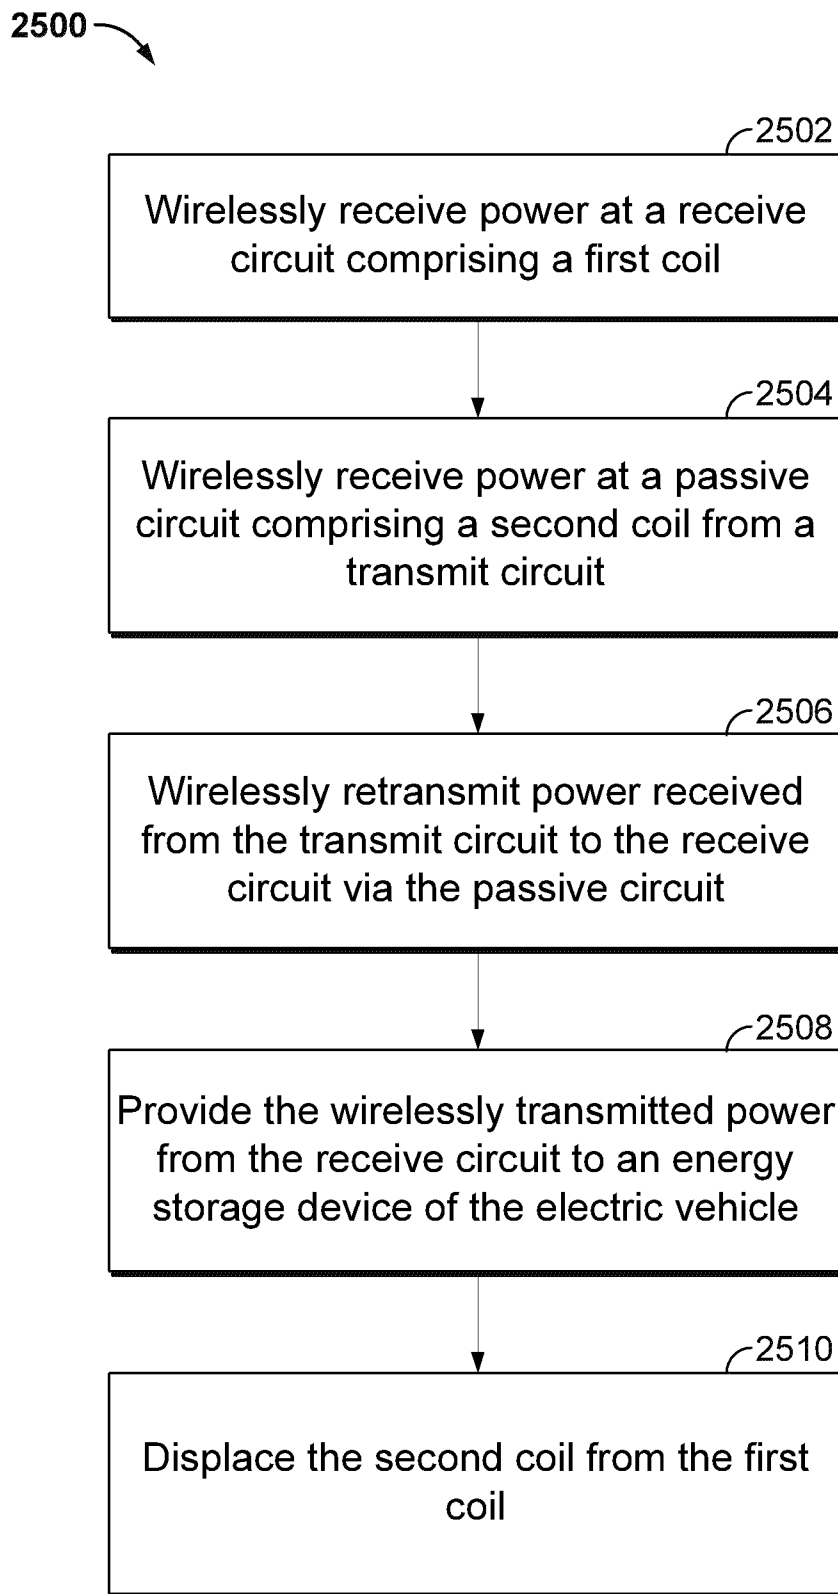 2500
2502
Wirelessly receive power at a receive
circuit comprising a first coil
2504
Wirelessly receive power at a passive
circuit comprising a second coil from a
transmit circuit
2506
Wirelessly retransmit power received
from the transmit circuit to the receive
circuit via the passive circuit
2508
Provide the wirelessly transmitted power
from the receive circuit to an energy
storage device of the electric vehicle
2510
Displace the second coil from the first
coil